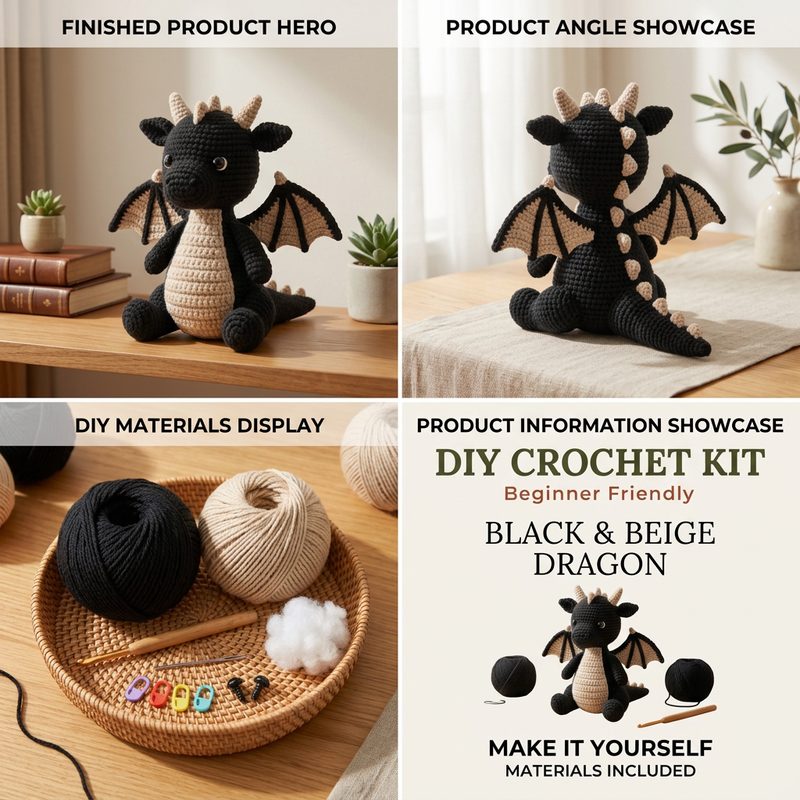 FINISHED PRODUCT HERO
PRODUCT ANGLE SHOWCASE
DIY MATERIALS DISPLAY
PRODUCT INFORMATION SHOWCASE
DIY CROCHET KIT
Beginner Friendly
BLACK & BEIGE
DRAGON
MAKE IT YOURSELF
MATERIALS INCLUDED